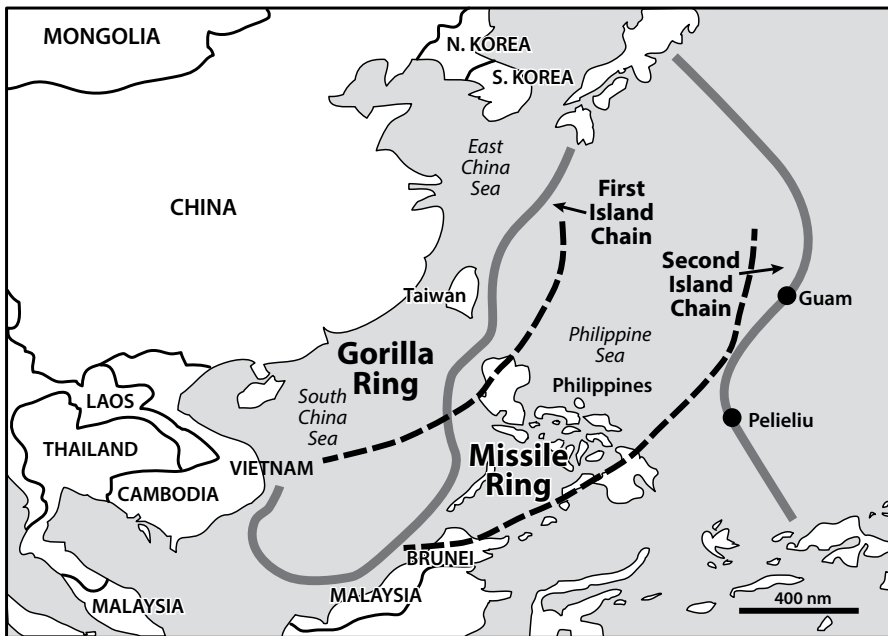 MONGOLIA
N. KOREA
S. KOREA
East
China
Sea
CHINA
First
Island
Chain
Second
Island
Chain
Taiwan
Guam
Philippine
Sea
Gorilla
Ring
Philippines
South
China
Sea
LAOS
Pelieliu
THAILAND
Missile
Ring
VIETNAM
CAMBODIA
BRUNEI
MALAYSIA
MALAYSIA
400 nm